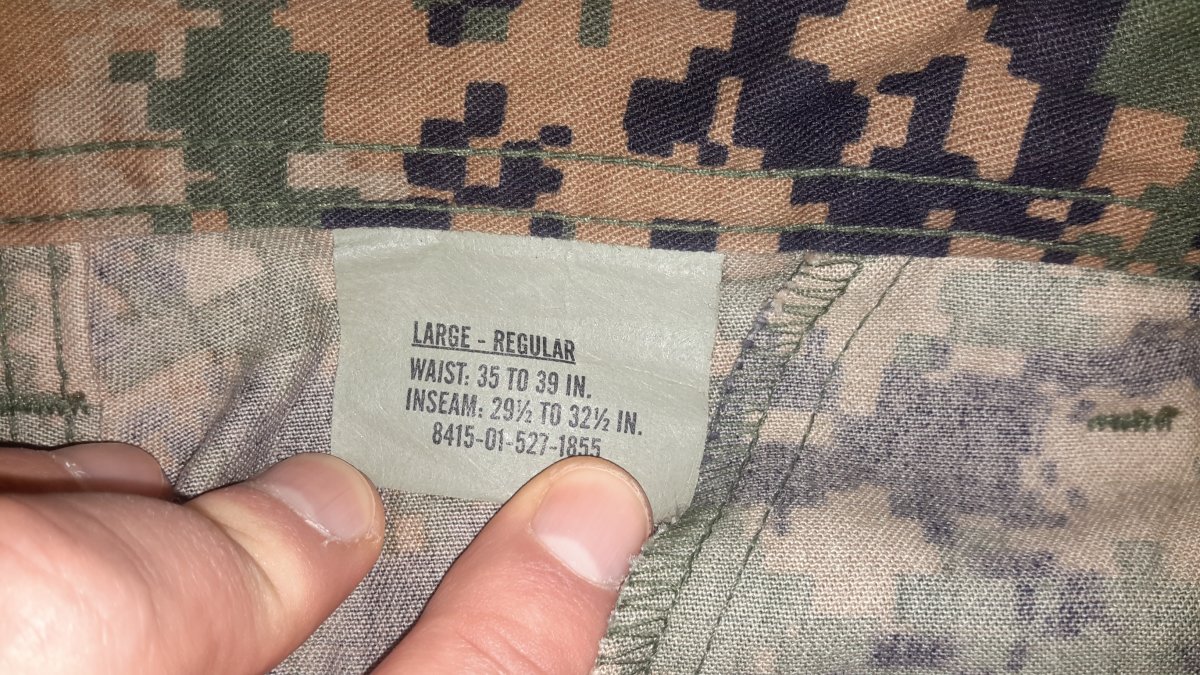 LARGE - REGULAR
WAIST: 35 TO 39 IN.
INSEAM: 29½ TO 32½ IN.
8415-01-527-1855